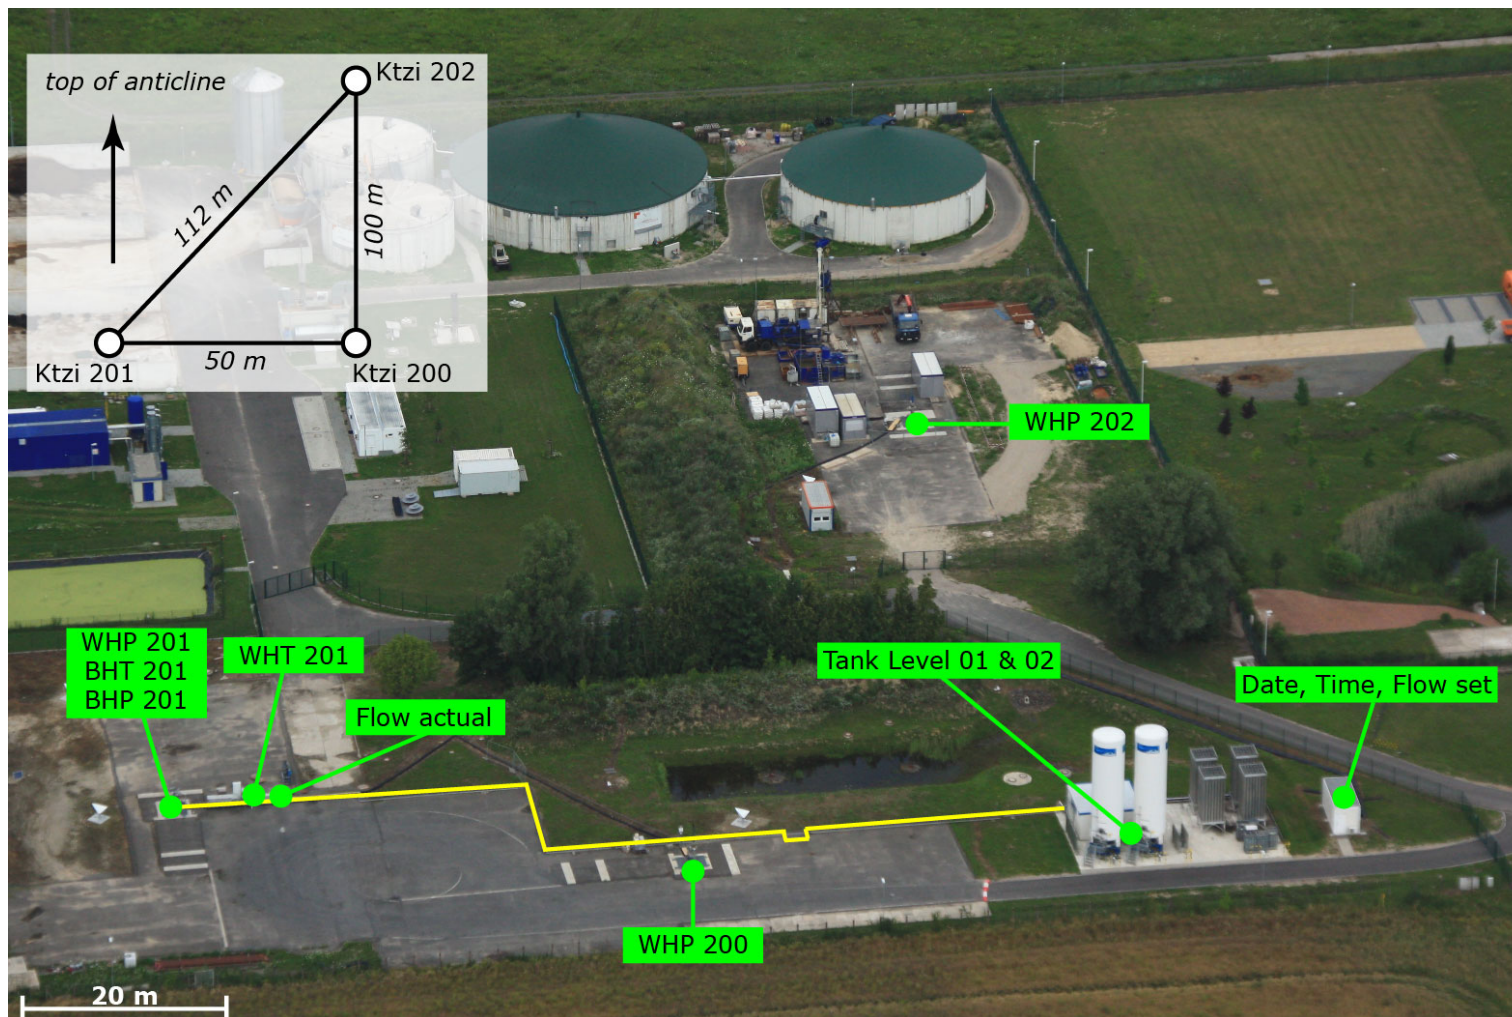 top of anticline
Ktzi 202
112 m
100 m
50 m
Ktzi 201
Ktzi 200
WHP 202
WHP 201
BHT 201
BHP 201
WHT 201
Flow actual
Tank Level 01 & 02
Date, Time, Flow set
WHP 200
20 m